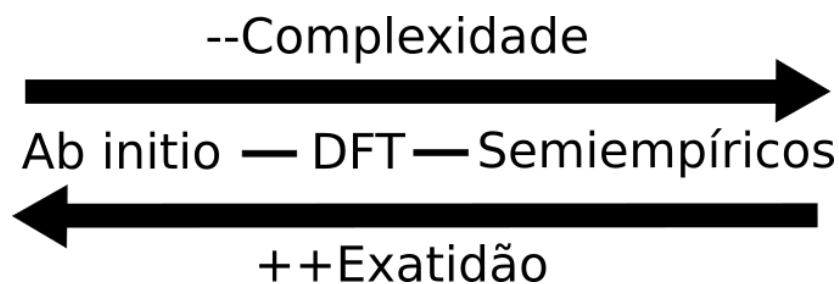 --Complexidade
Ab initio — DFT — Semiempíricos
++Exatidão